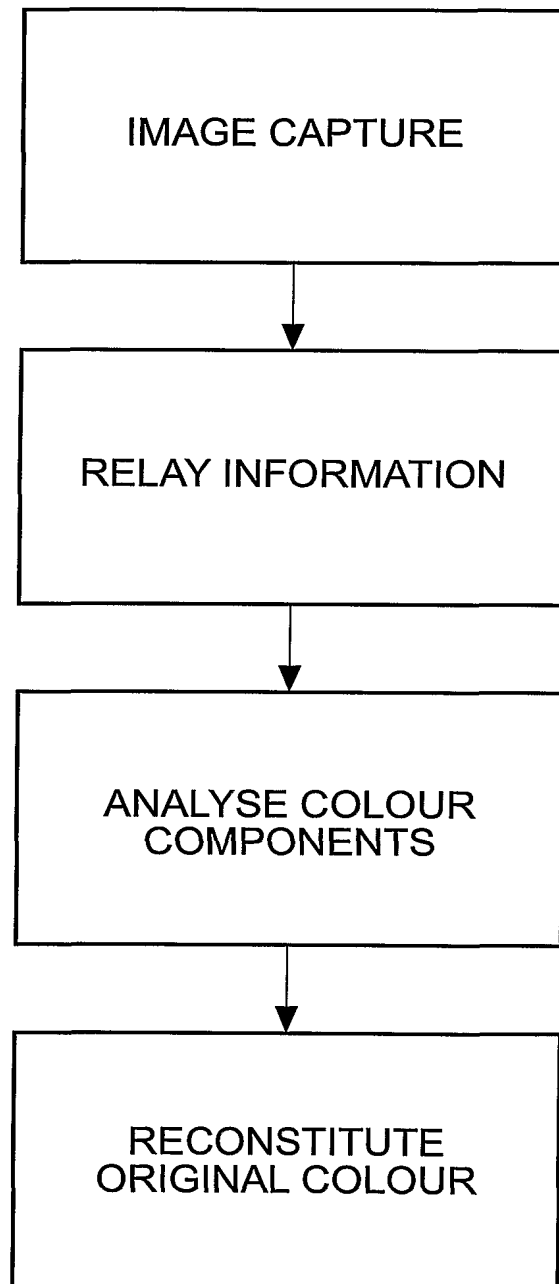 IMAGE CAPTURE
RELAY INFORMATION
ANALYSE COLOUR
COMPONENTS
RECONSTITUTE
ORIGINAL COLOUR